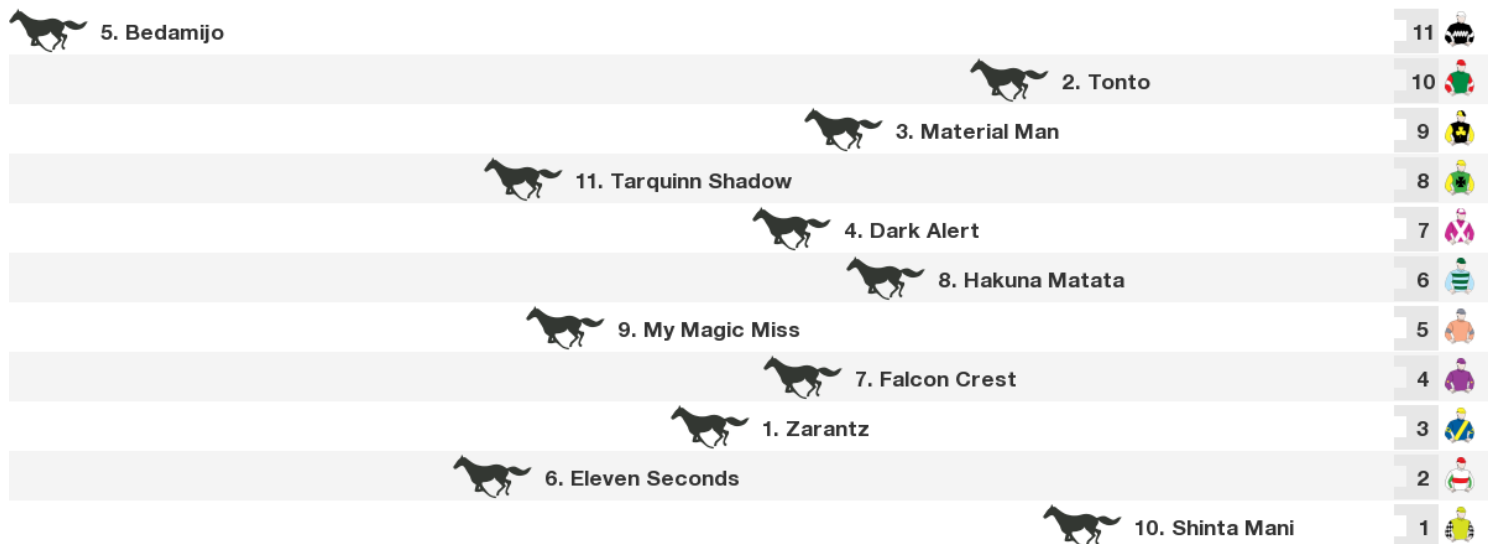 5. Bedamijo 11
2. Tonto 10
3. Material Man 9
11. Tarquinn Shadow 8
4. Dark Alert 7
8. Hakuna Matata 6
9. My Magic Miss 5
7. Falcon Crest 4
1. Zarantz 3
6. Eleven Seconds 2
10. Shinta Mani 1